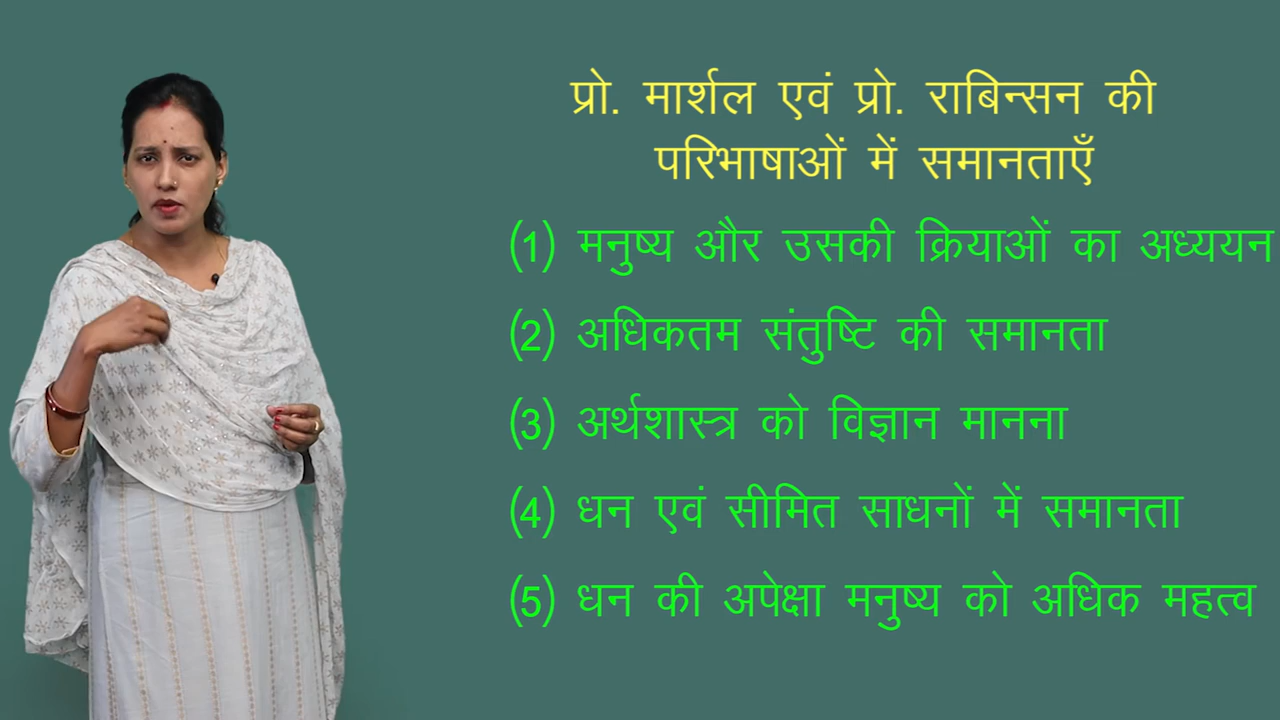 प्रो. मार्शल एवं प्रो. राबिन्सन की
परिभाषाओं में समानताएँ
(1) मनुष्य और उसकी क्रियाओं का अध्ययन
(2) अधिकतम संतुष्टि की समानता
(3) अर्थशास्त्र को विज्ञान मानना
(4) धन एवं सीमित साधनों में समानता
(5) धन की अपेक्षा मनुष्य को अधिक महत्व